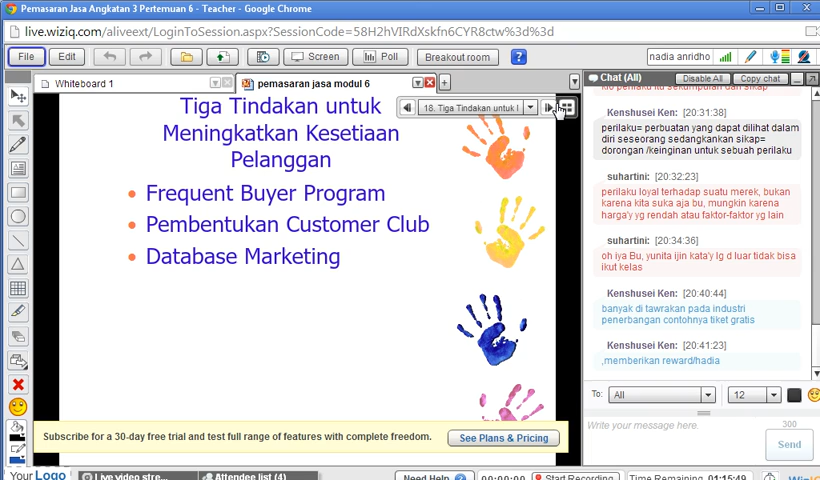 Pemasaran Jasa Angkatan 3 Pertemuan 6 - Teacher - Google Chrome
live.wiziq.com/aliveext/LoginToSession.aspx?SessionCode=58H2hVIRdXskfn6CYR8ctw%3d%3d
File Edit Screen Poll Breakout room ? nadia anridho
Whiteboard 1 pemasaran jasa modul 6
18. Tiga Tindakan untuk I
Tiga Tindakan untuk
Meningkatkan Kesetiaan
Pelanggan
• Frequent Buyer Program
• Pembentukan Customer Club
• Database Marketing
Subscribe for a 30-day free trial and test full range of features with complete freedom. See Plans & Pricing
Chat (All) Disable All Copy chat
Kenshusei Ken: [20:31:38]
perilaku= perbuatan yang dapat dilihat dalam
diri seseorang sedangkankan sikap=
dorongan /keinginan untuk sebuah perilaku
suhartini: [20:32:23]
perilaku loyal terhadap suatu merek, bukan
karena kita suka aja bu, mungkin karena
harga'y yg rendah atau faktor-faktor yg lain
suhartini: [20:34:36]
oh iya Bu, yunita ijin kata'y lg d luar tidak bisa
ikut kelas
Kenshusei Ken: [20:40:44]
banyak di tawrakan pada industri
penerbangan contohnya tiket gratis
Kenshusei Ken: [20:41:23]
,memberikan reward/hadia
To: All 12
Write your message here. 300
Send
Your Logo Live video stre... Attendee list (4) Need Help ? 00:00:00 Start Recording Time Remaining 01:15:49